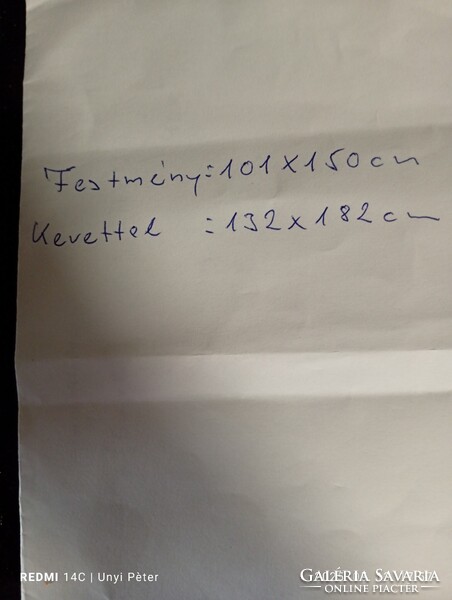 Festmény=101X150cm
Kerettel =132x182cm
REDMI 14C | Unyi Pèter
GALÉRIA SAVARIA
ONLINE PIACTÉR